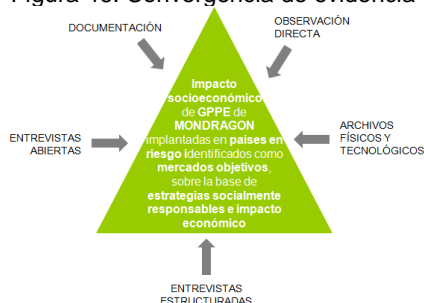 Figura 10. Convergencia de evidencia
DOCUMENTACIÓN
OBSERVACIÓN
DIRECTA
Impacto
socioeconómico
de GPPE de
MONDRAGON
implantadas en países en
riesgo identificados como
mercados objetivos,
sobre la base de
estrategias socialmente
responsables e impacto
económico
ENTREVISTAS
ABIERTAS
ARCHIVOS
FÍSICOS Y
TECNOLÓGICOS
ENTREVISTAS
ESTRUCTURADAS